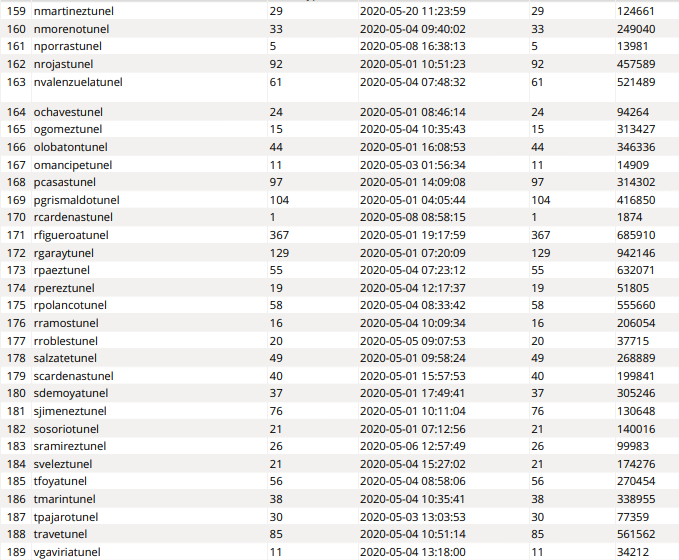 159 nmartineztunel 29 2020-05-20 11:23:59 29 124661
160 nmorenotunel 33 2020-05-04 09:40:02 33 249040
161 nporrastunel 5 2020-05-08 16:38:13 5 13981
162 nrojastunel 92 2020-05-01 10:51:23 92 457589
163 nvalenzuelatunel 61 2020-05-04 07:48:32 61 521489
164 ochavestunel 24 2020-05-01 08:46:14 24 94264
165 ogomeztunel 15 2020-05-04 10:35:43 15 313427
166 olobatontunel 44 2020-05-01 16:08:53 44 346336
167 omancipetunel 11 2020-05-03 01:56:34 11 14909
168 pcasastunel 97 2020-05-01 14:09:08 97 314302
169 pgrismaldotunel 104 2020-05-01 04:05:44 104 416850
170 rcardenastunel 1 2020-05-08 08:58:15 1 1874
171 rfigueroatunel 367 2020-05-01 19:17:59 367 685910
172 rgaraytunel 129 2020-05-01 07:20:09 129 942146
173 rpaeztunel 55 2020-05-04 07:23:12 55 632071
174 rpereztunel 19 2020-05-04 12:17:37 19 51805
175 rpolancotunel 58 2020-05-04 08:33:42 58 555660
176 rramostunel 16 2020-05-04 10:09:34 16 206054
177 rroblestunel 20 2020-05-05 09:07:53 20 37715
178 salzatetunel 49 2020-05-01 09:58:24 49 268889
179 scardenastunel 40 2020-05-01 15:57:53 40 199841
180 sdemoyatunel 37 2020-05-01 17:49:41 37 305246
181 sjimeneztunel 76 2020-05-01 10:11:04 76 130648
182 sosoriotunel 21 2020-05-01 07:12:56 21 140016
183 sramireztunel 26 2020-05-06 12:57:49 26 99983
184 sveleztunel 21 2020-05-04 15:27:02 21 174276
185 tfoyatunel 56 2020-05-04 08:58:06 56 270454
186 tmarintunel 38 2020-05-04 10:35:41 38 338955
187 tpajarotunel 30 2020-05-03 13:03:53 30 77359
188 travetunel 85 2020-05-04 10:51:14 85 561562
189 vgaviriatunel 11 2020-05-04 13:18:00 11 34212